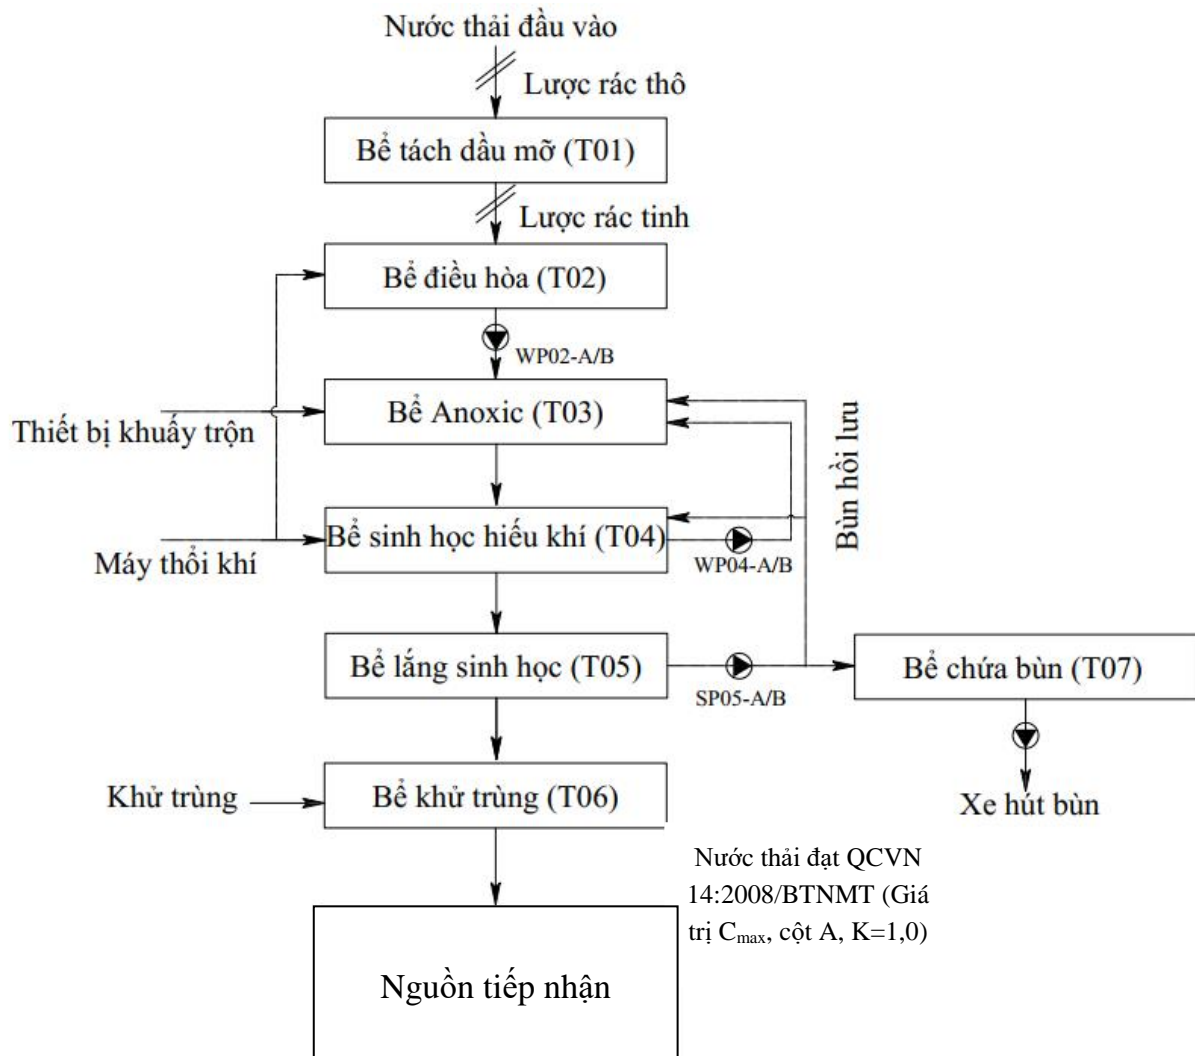 Nước thải đầu vào
Lược rác thô
Bể tách dầu mỡ (T01)
Lược rác tinh
Bể điều hòa (T02)
WP02-A/B
Bể Anoxic (T03)
Thiết bị khuấy trộn
Bùn hồi lưu
Bể sinh học hiếu khí (T04)
WP04-A/B
Máy thổi khí
Bể lắng sinh học (T05)
SP05-A/B
Bể chứa bùn (T07)
Khử trùng
Bể khử trùng (T06)
Xe hút bùn
Nước thải đạt QCVN
14:2008/BTNMT (Giá
trị Cmax, cột A, K=1,0)
Nguồn tiếp nhận